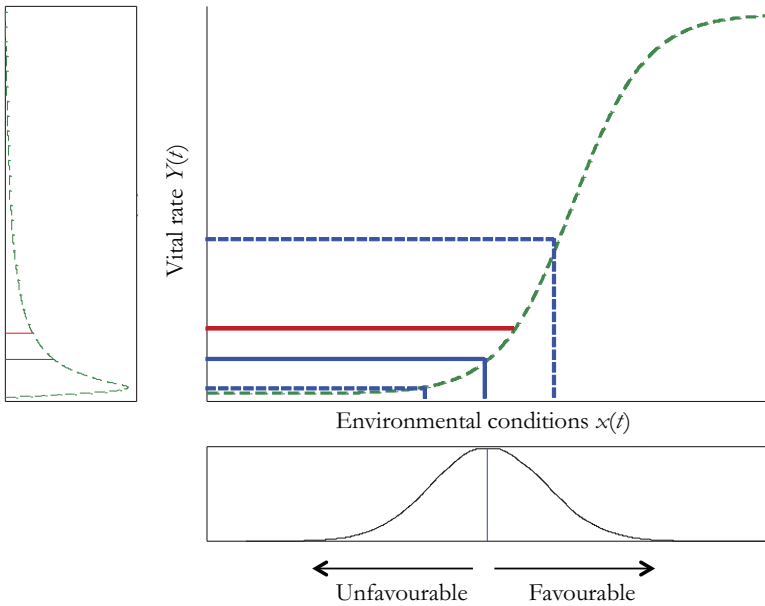 Vital rate Y(t)
Environmental conditions x(t)
Unfavourable Favourable